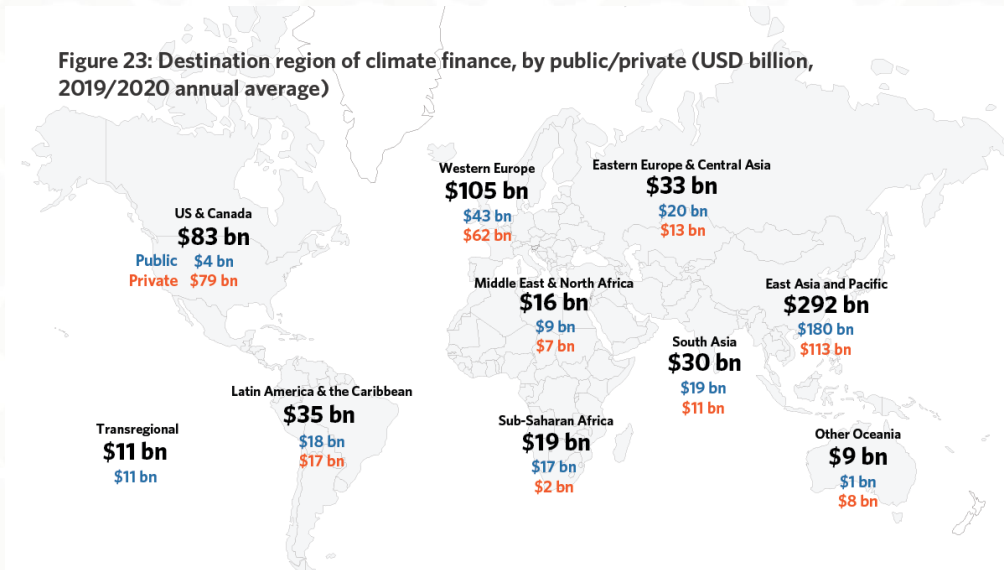 Figure 23: Destination region of climate finance, by public/private (USD billion,
2019/2020 annual average)
US & Canada
$83 bn
Public $4 bn
Private $79 bn
Western Europe
$105 bn
$43 bn
$62 bn
Eastern Europe & Central Asia
$33 bn
$20 bn
$13 bn
Middle East & North Africa
$16 bn
$9 bn
$7 bn
East Asia and Pacific
$292 bn
$180 bn
$113 bn
South Asia
$30 bn
$19 bn
$11 bn
Latin America & the Caribbean
$35 bn
$18 bn
$17 bn
Transregional
$11 bn
$11 bn
Sub-Saharan Africa
$19 bn
$17 bn
$2 bn
Other Oceania
$9 bn
$1 bn
$8 bn